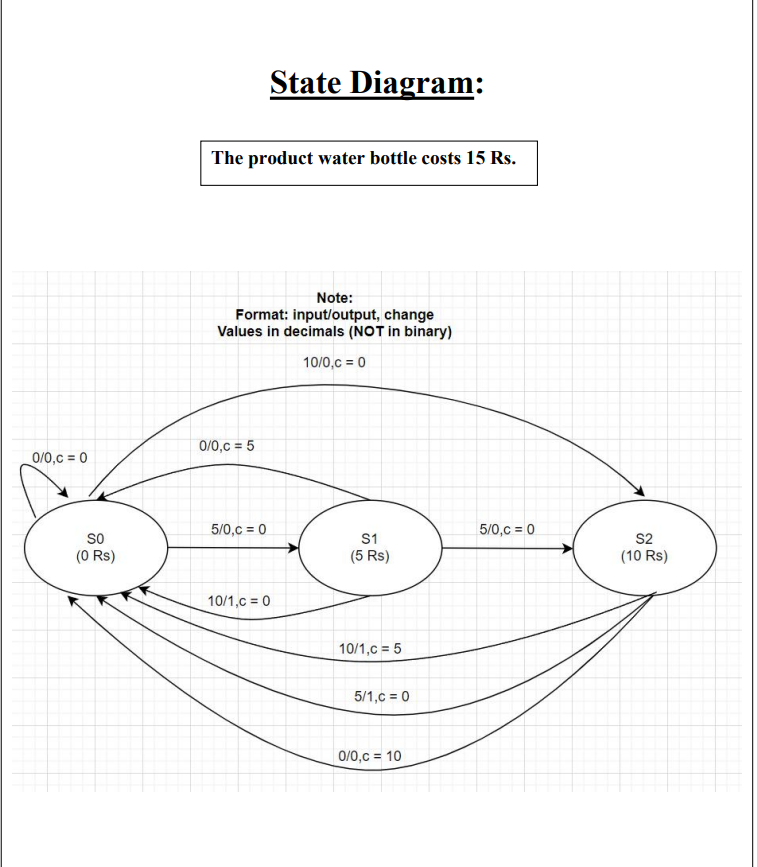 State Diagram:
The product water bottle costs 15 Rs.
Note:
Format: input/output, change
Values in decimals (NOT in binary)
10/0,c = 0
0/0,c = 5
0/0,c = 0
5/0,c = 0
5/0,c = 0
S0
(0 Rs)
S1
(5 Rs)
S2
(10 Rs)
10/1,c = 0
10/1,c = 5
5/1,c = 0
0/0,c = 10